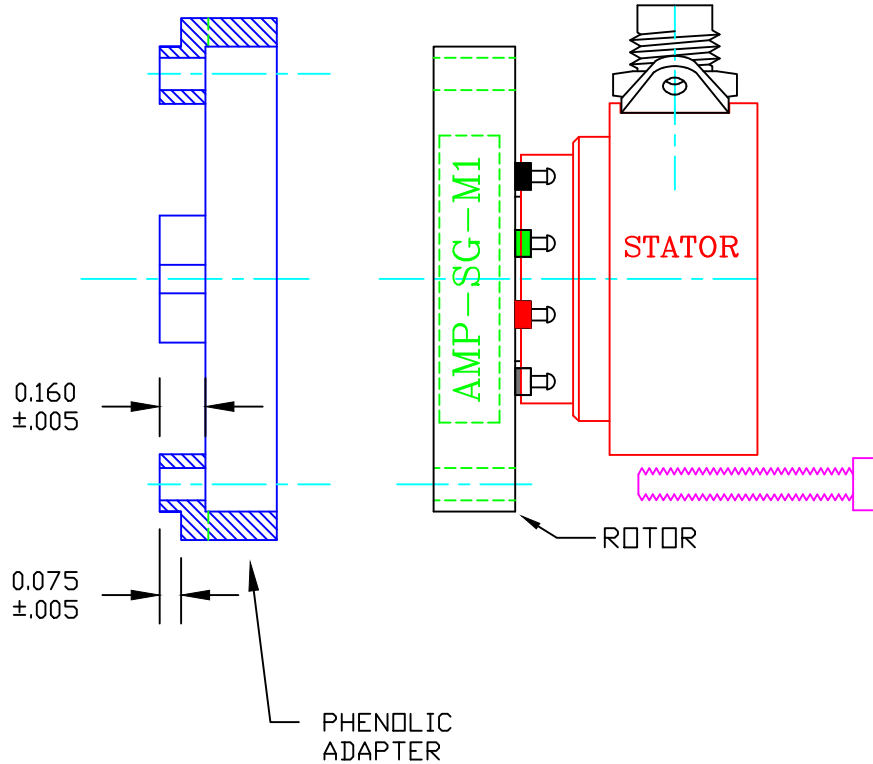 AMP-SG-M1
STATOR
0.160
±.005
ROTOR
0.075
±.005
PHENOLIC
ADAPTER